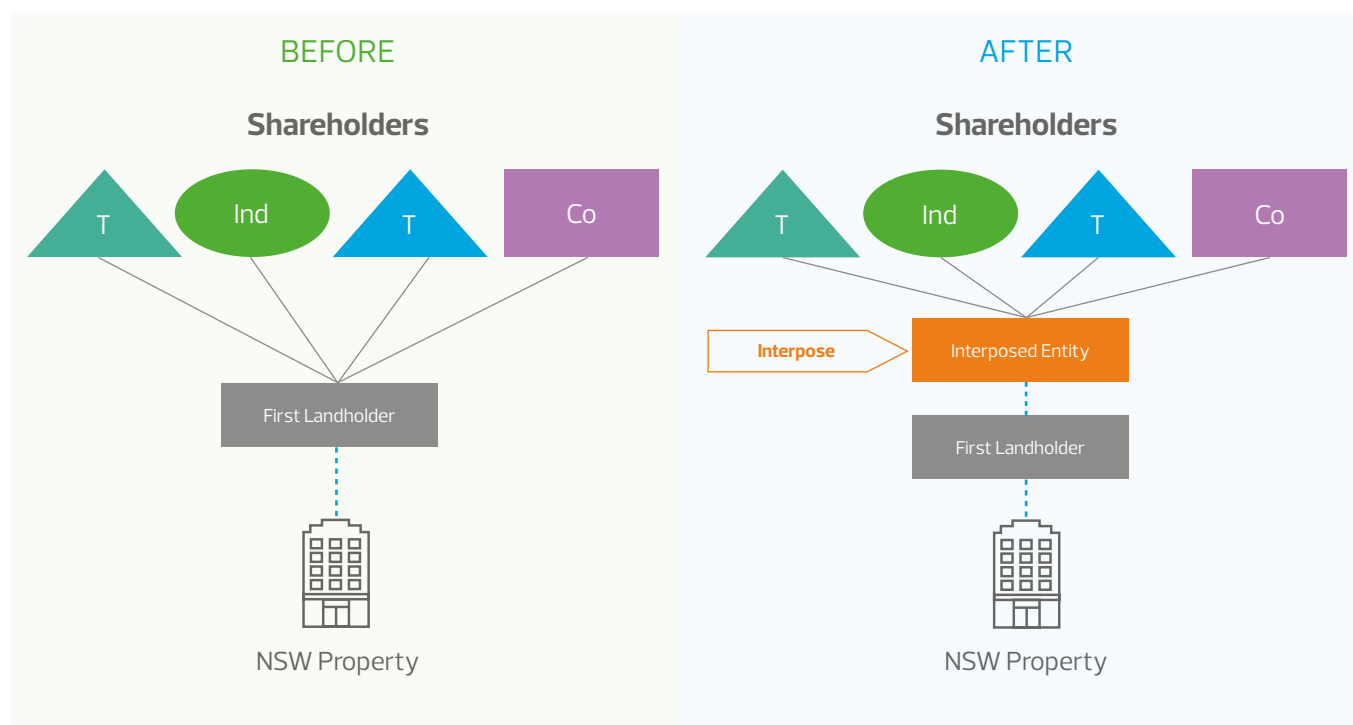 BEFORE
Shareholders
T
Ind
T
Co
First Landholder
NSW Property
AFTER
Shareholders
T
Ind
T
Co
Interpose
Interposed Entity
First Landholder
NSW Property